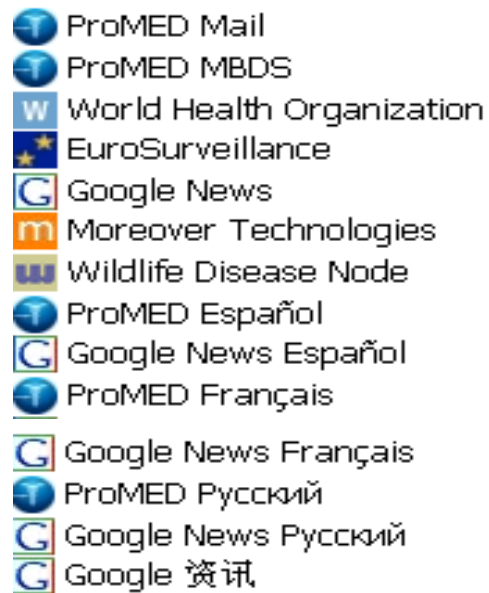 ProMED Mail
ProMED MBDS
W World Health Organization
EuroSurveillance
G Google News
m Moreover Technologies
w Wildlife Disease Node
ProMED Español
G Google News Español
ProMED Français
G Google News Français
ProMED Русский
G Google News Русский
G Google 资讯